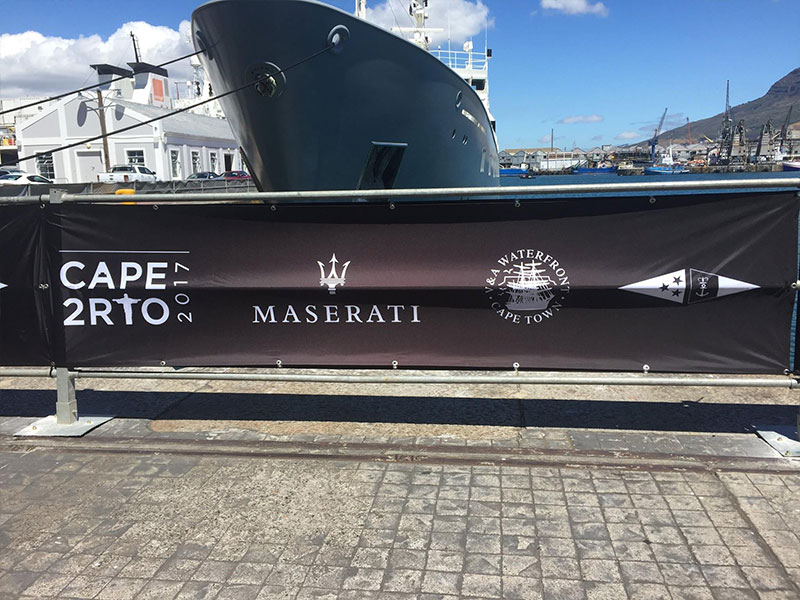 CAPE
2RTO
2017
MASERATI
V&A WATERFRONT
CAPE TOWN